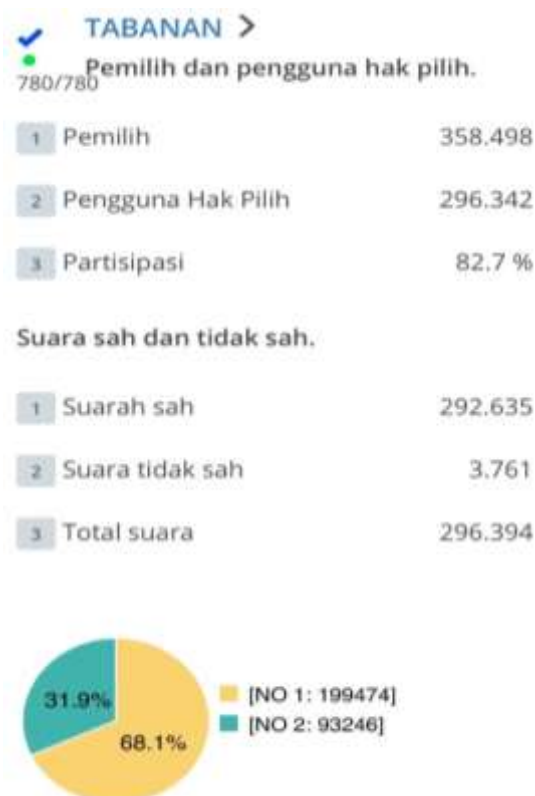 TABANAN >
780/780
Pemilih dan pengguna hak pilih.
1 Pemilih 358.498
2 Pengguna Hak Pilih 296.342
3 Partisipasi 82.7 %
Suara sah dan tidak sah.
1 Suarah sah 292.635
2 Suara tidak sah 3.761
3 Total suara 296.394
31.9%
68.1%
[NO 1: 199474]
[NO 2: 93246]